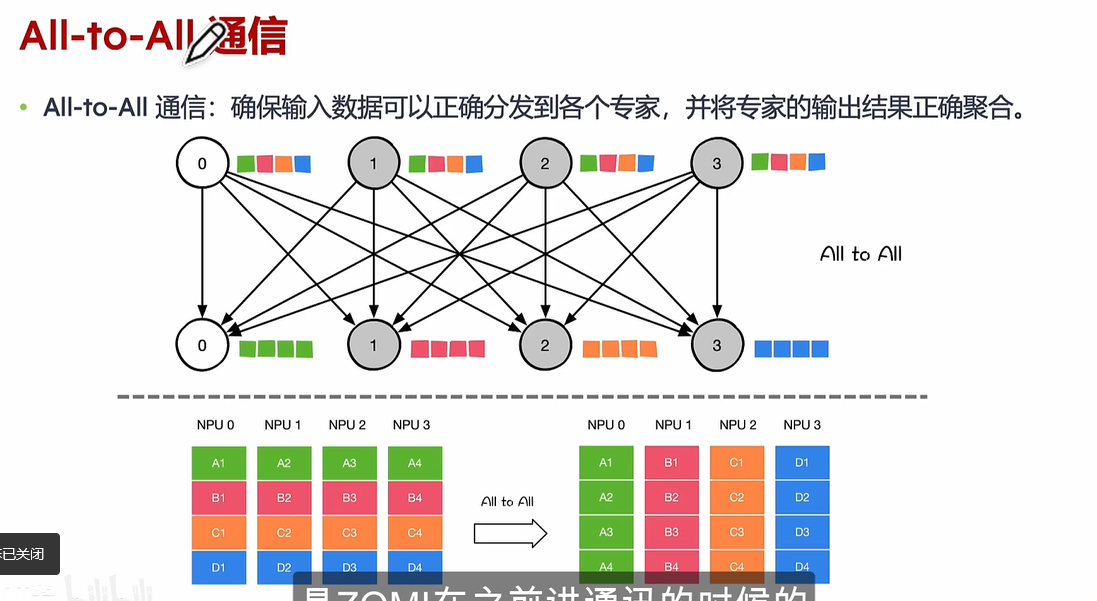 All-to-All 通信
All-to-All 通信：确保输入数据可以正确分发到各个专家，并将专家的输出结果正确聚合。
0 1 2 3
All to All
0 1 2 3
NPU 0 NPU 1 NPU 2 NPU 3 NPU 0 NPU 1 NPU 2 NPU 3
A1 A2 A3 A4 A1 B1 C1 D1
B1 B2 B3 B4 A2 B2 C2 D2
All to All
C1 C2 C3 C4 A3 B3 C3 D3
已关闭
D1 D2 D3 D4 A4 B4 C4 D4
是ZOMI在之前讲通讯的时候的